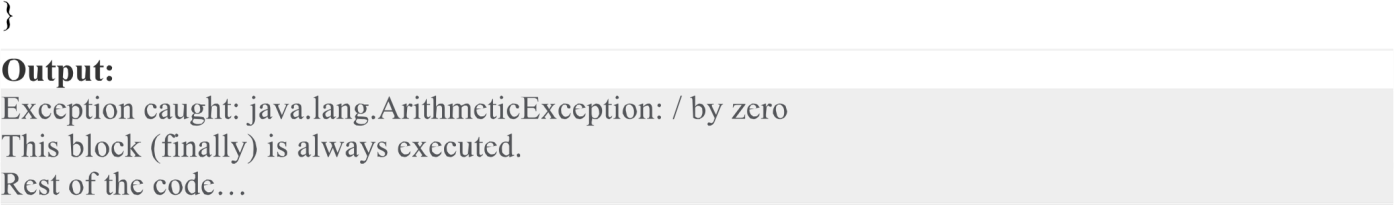 }
Output:
Exception caught: java.lang.ArithmeticException: / by zero
This block (finally) is always executed.
Rest of the code…